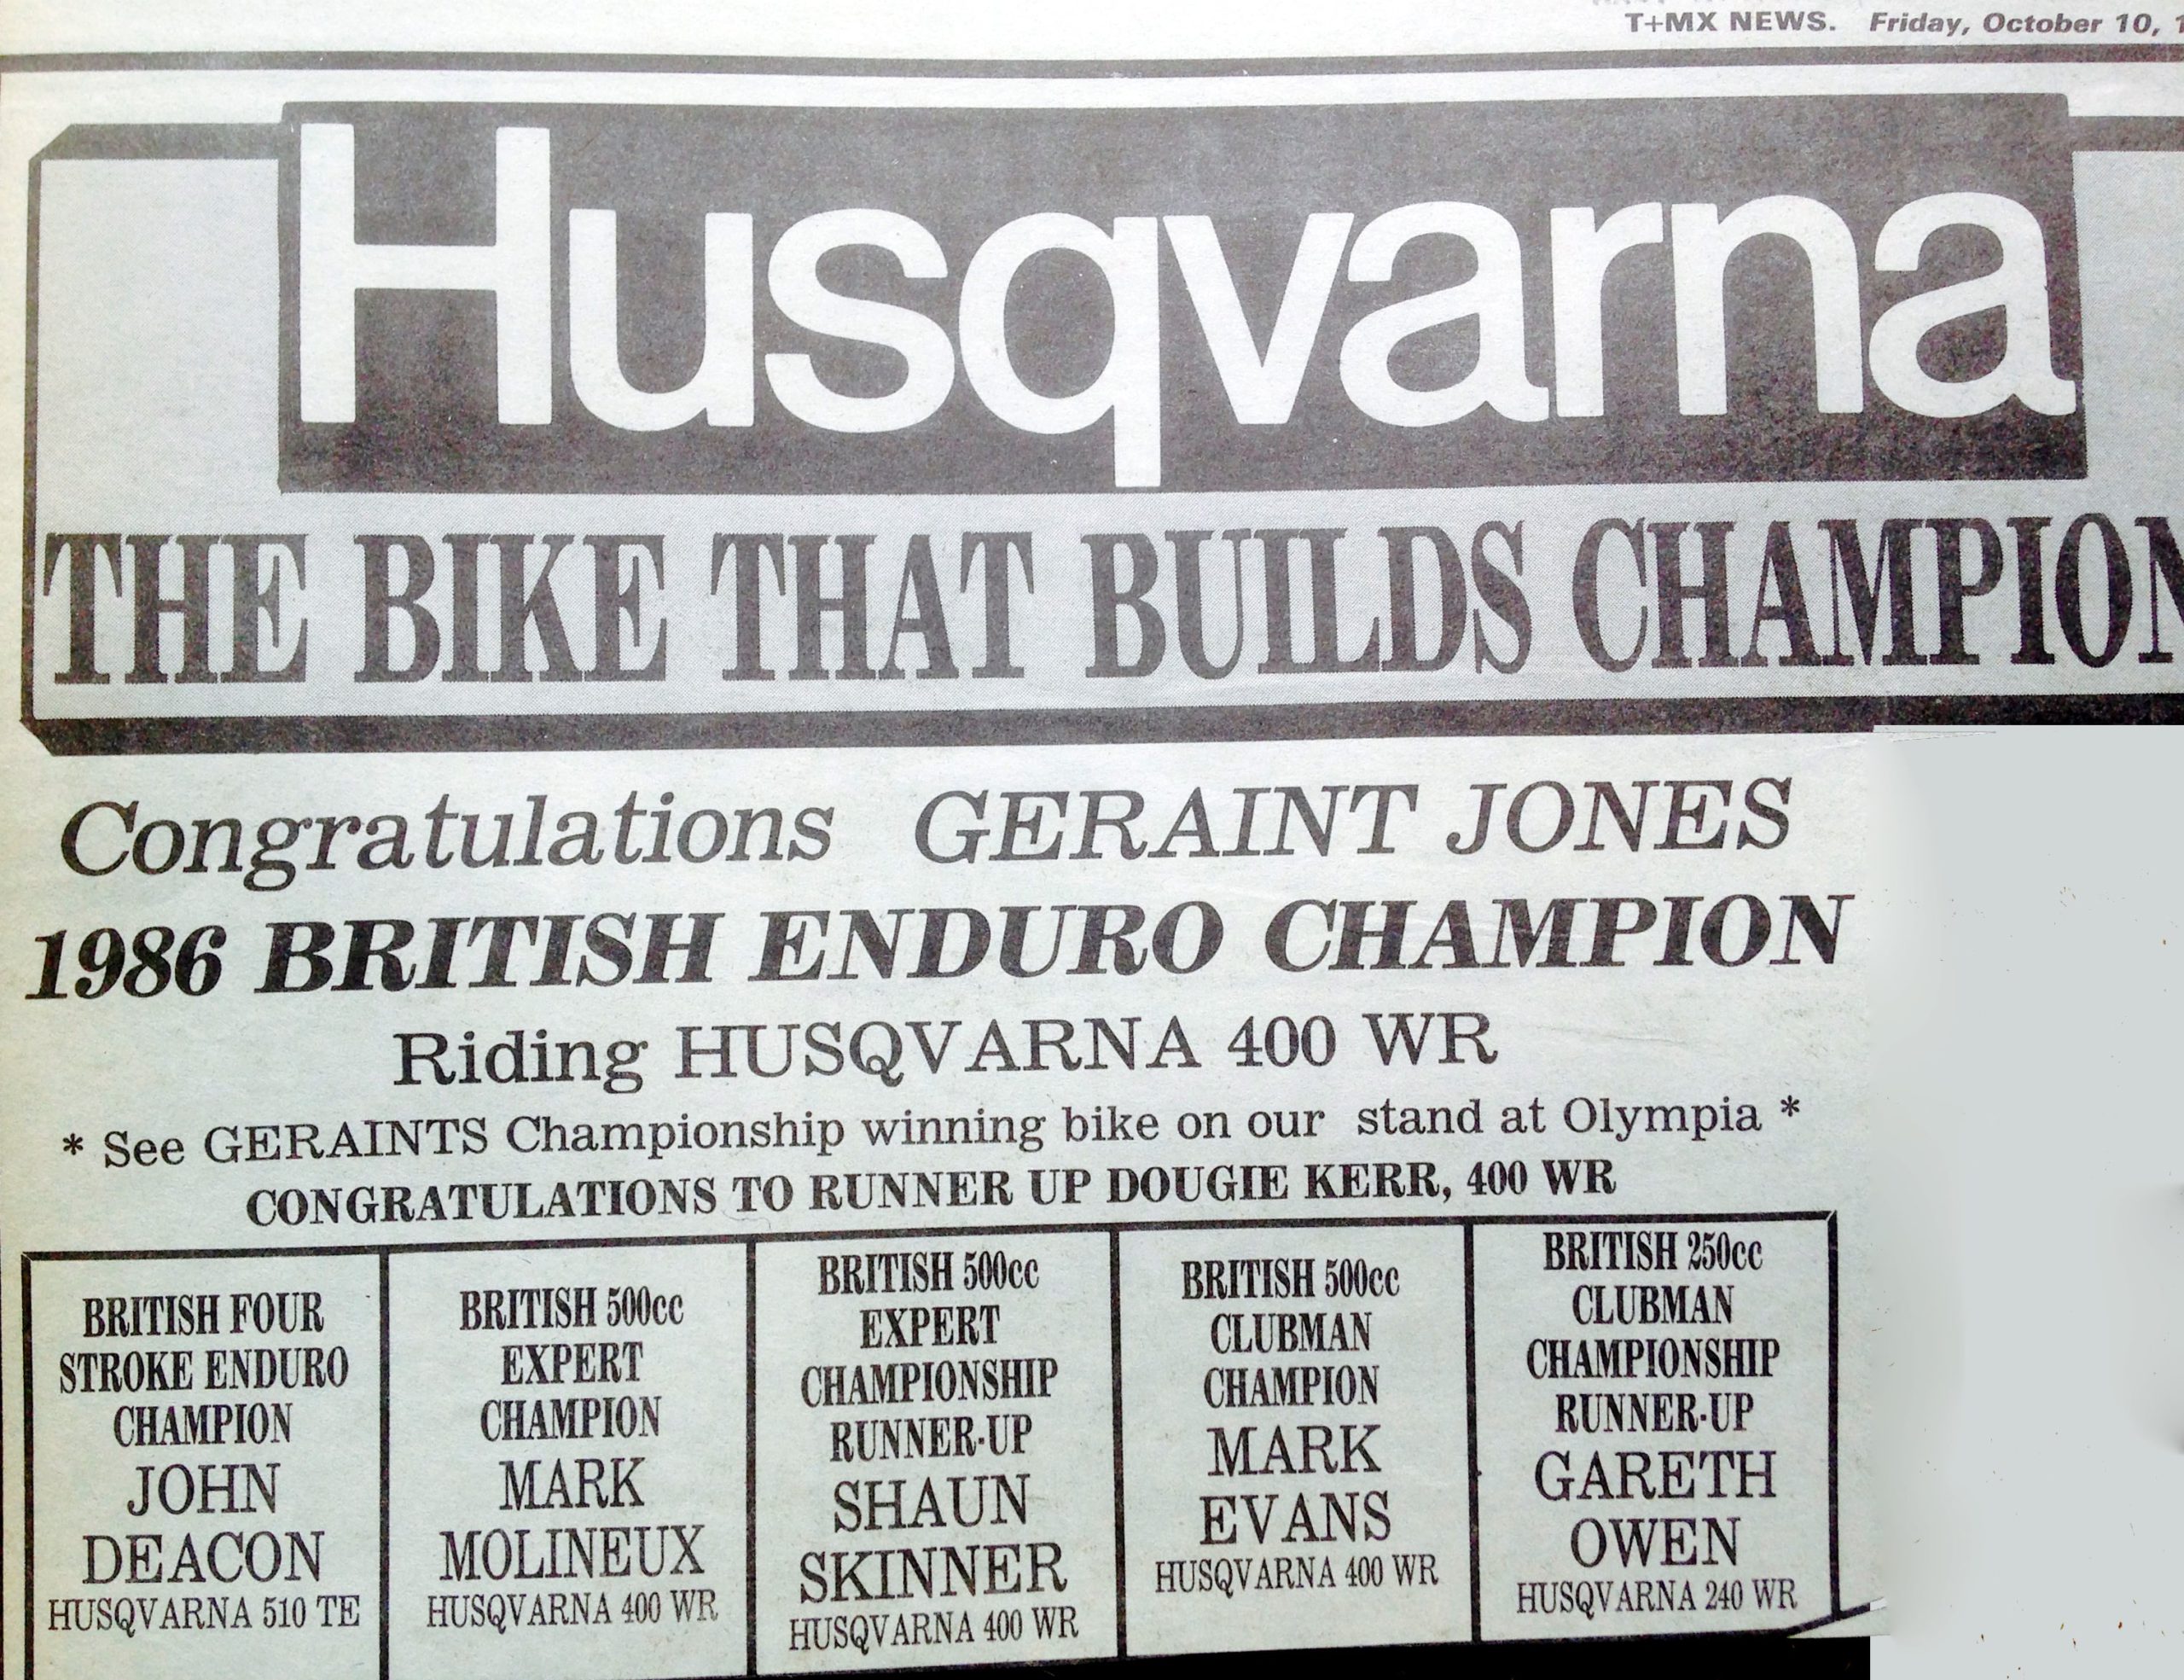 T+MX NEWS. Friday, October 10,
Husqvarna
THE BIKE THAT BUILDS
Congratulations GERAINT JONES
1986 BRITISH ENDURO CHAMPION
Riding HUSQVARNA 400 WR
* See GERAINTS Championship winning bike on our stand at Olympia *
CONGRATULATIONS TO RUNNER UP DOUGIE KERR, 400 WR
BRITISH FOUR
STROKE ENDURO
CHAMPION
JOHN
DEACON
HUSQVARNA 510 TE
BRITISH 500cc
EXPERT
CHAMPION
MARK
MOLINEUX
HUSQVARNA 400 WR
BRITISH 500cc
EXPERT
CHAMPIONSHIP
RUNNER-UP
SHAUN
SKINNER
HUSQVARNA 400 WR
BRITISH 500cc
CLUBMAN
CHAMPION
MARK
EVANS
HUSQVARNA 400 WR
BRITISH 250cc
CLUBMAN
CHAMPIONSHIP
RUNNER-UP
GARETH
OWEN
HUSQVARNA 240 WR